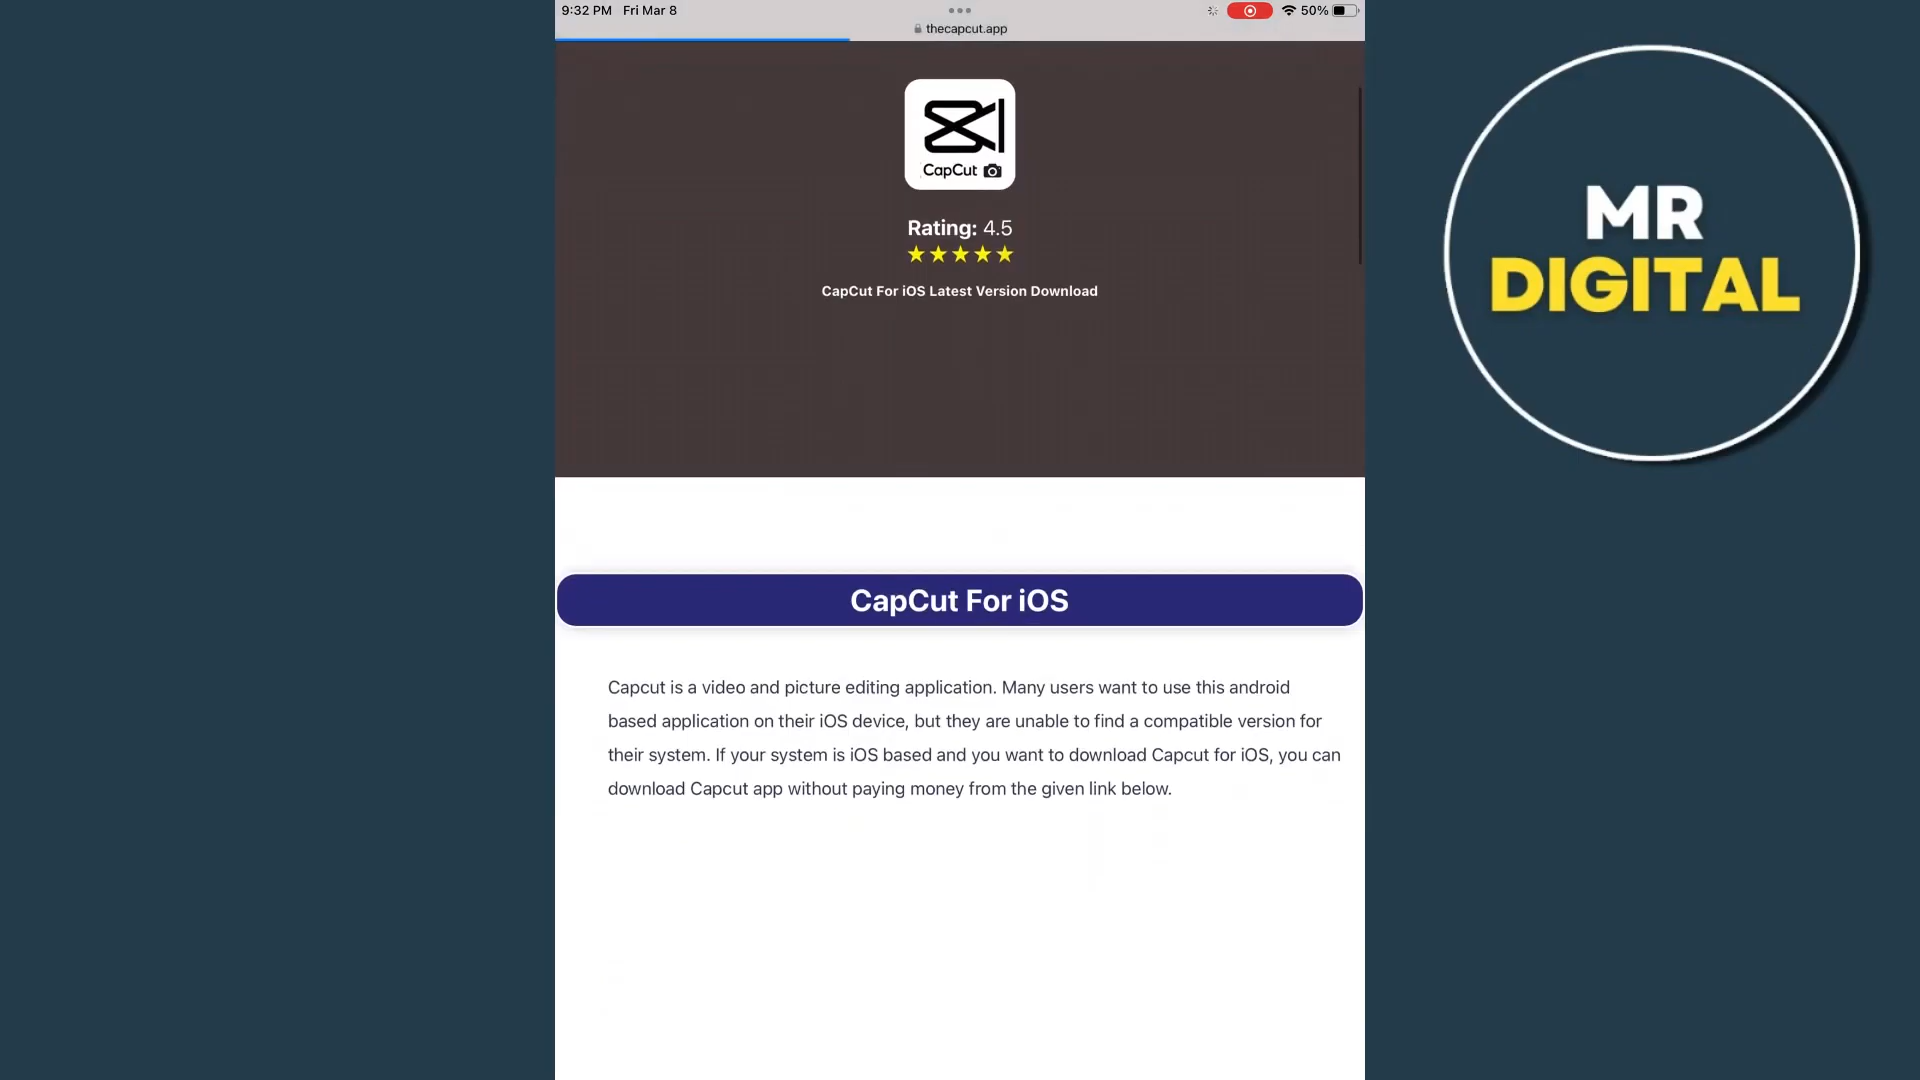 9:32 PM Fri Mar 8
50%
thecapcut.app
CapCut
Rating: 4.5
CapCut For iOS Latest Version Download
MR
DIGITAL
CapCut For iOS
Capcut is a video and picture editing application. Many users want to use this android
based application on their iOS device, but they are unable to find a compatible version for
their system. If your system is iOS based and you want to download Capcut for iOS, you can
download Capcut app without paying money from the given link below.